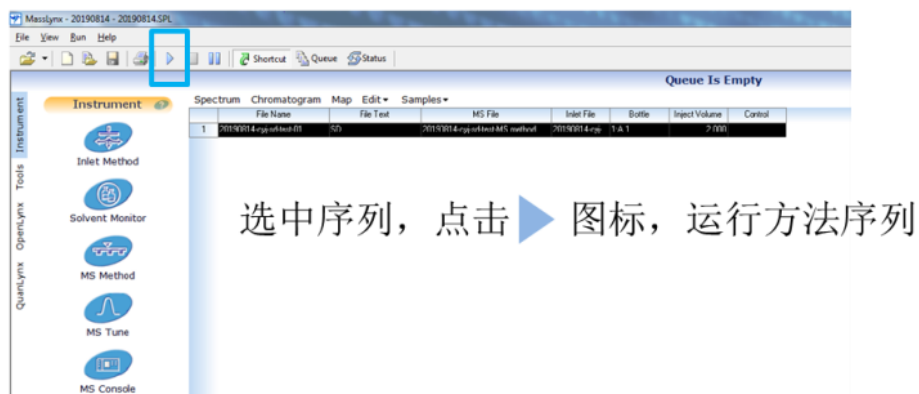 MassLynx - 20190814 - 20190814.SPL
File View Run Help
Shortcut Queue Status
Queue Is Empty
Instrument
Tools
OpenLynx
QuanLynx
Instrument
Inlet Method
Solvent Monitor
MS Method
MS Tune
MS Console
Spectrum Chromatogram Map Edit Samples
File Name File Text MS File Inlet File Bottle Inject Volume Control
1 SD 1:A,1 2.000
选中序列，点击 图标，运行方法序列